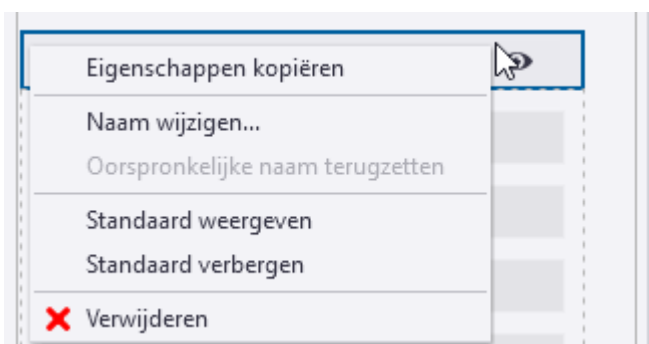 Eigenschappen kopiëren
Naam wijzigen...
Oorspronkelijke naam terugzetten
Standaard weergeven
Standaard verbergen
Verwijderen